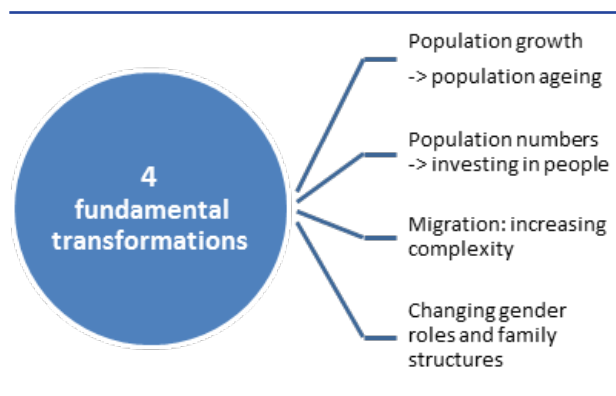 4
fundamental
transformations
Population growth
-> population ageing
Population numbers
-> investing in people
Migration: increasing
complexity
Changing gender
roles and family
structures